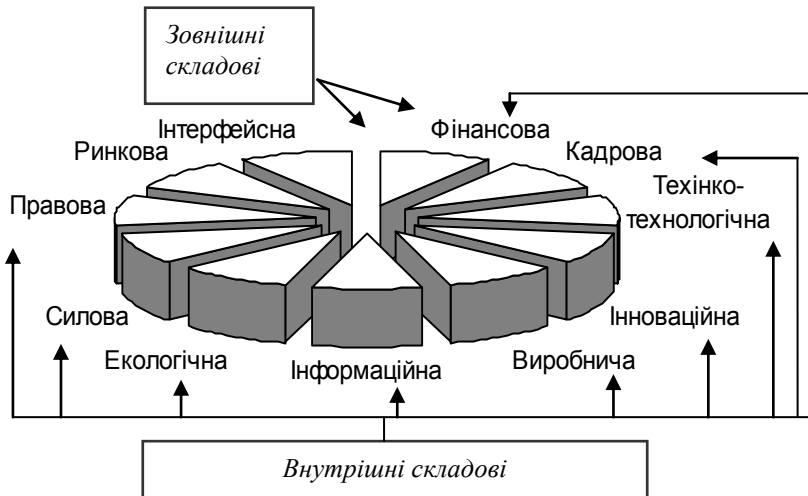 Зовнішні
складові
Інтерфейсна
Фінансова
Ринкова
Кадрова
Правова
Техінко-
технологічна
Силова
Інноваційна
Екологічна
Інформаційна
Виробнича
Внутрішні складові